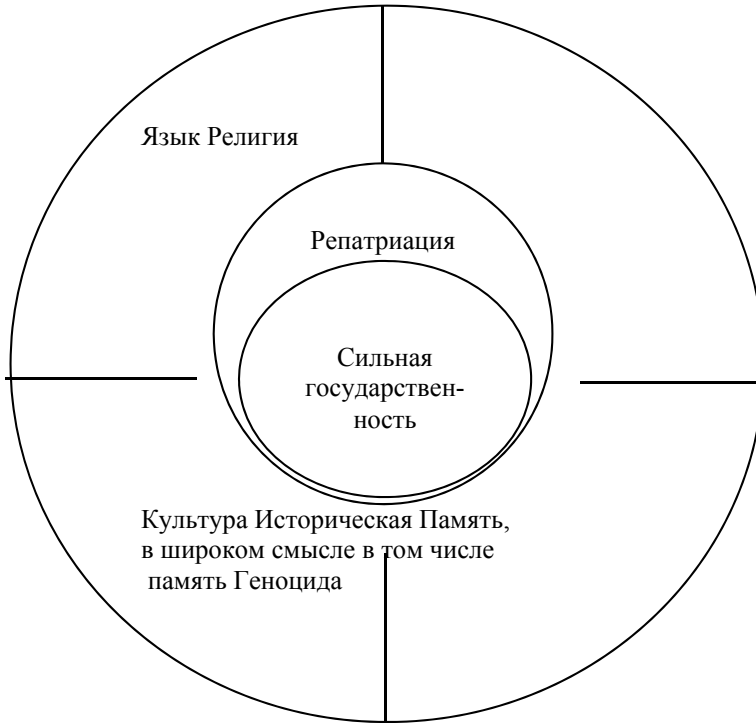 Язык Религия
Репатриация
Сильная
государствен-
ность
Культура Историческая Память,
в широком смысле в том числе
память Геноцида